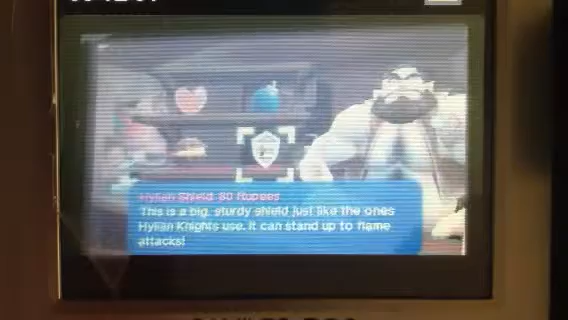 Hylian Shield 80 Rupees
This is a big, sturdy shield just like the ones
Hylian Knights use. It can stand up to flame
attacks!